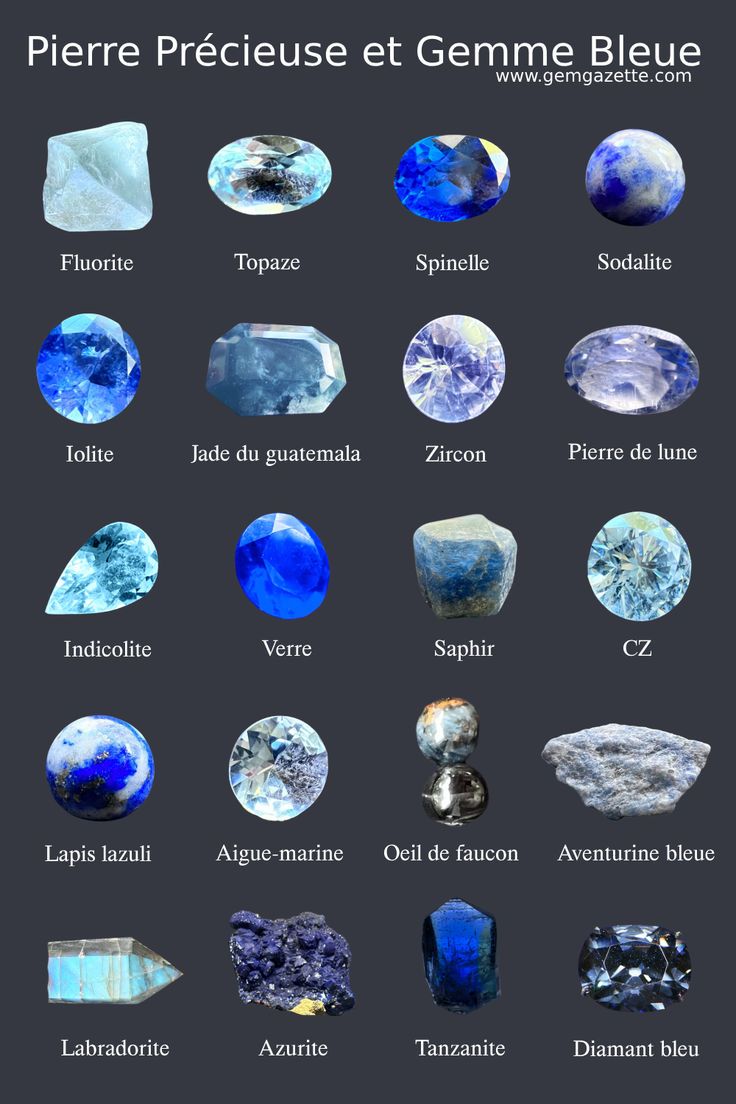 Pierre Précieuse et Gemme Bleue
www.gemgazette.com
Fluorite
Topaze
Spinelle
Sodalite
Iolite
Jade du guatemala
Zircon
Pierre de lune
Indicolite
Verre
Saphir
CZ
Lapis lazuli
Aigue-marine
Oeil de faucon
Aventurine bleue
Labradorite
Azurite
Tanzanite
Diamant bleu